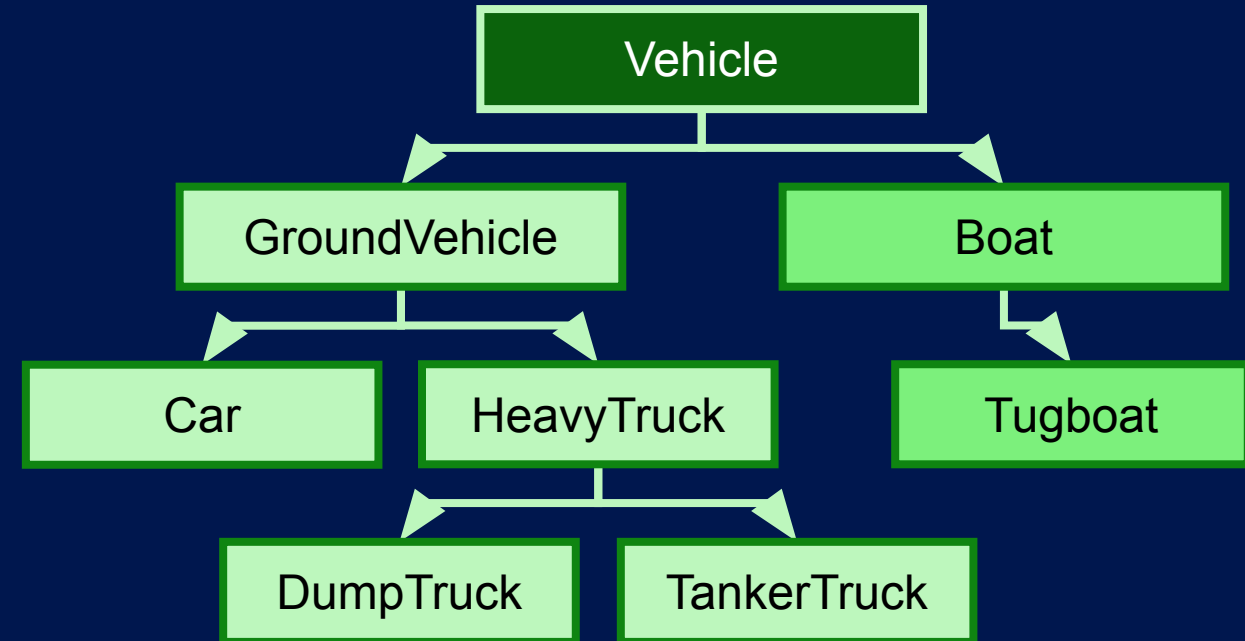 Vehicle
GroundVehicle
Boat
Car
HeavyTruck
Tugboat
DumpTruck
TankerTruck